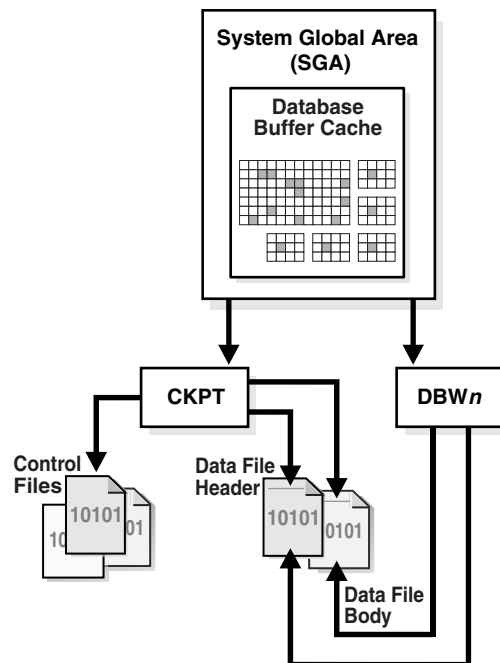 System Global Area
(SGA)
Database
Buffer Cache
CKPT
DBWn
Control
Files
10101
10
01
Data File
Header
10101
0101
Data File
Body